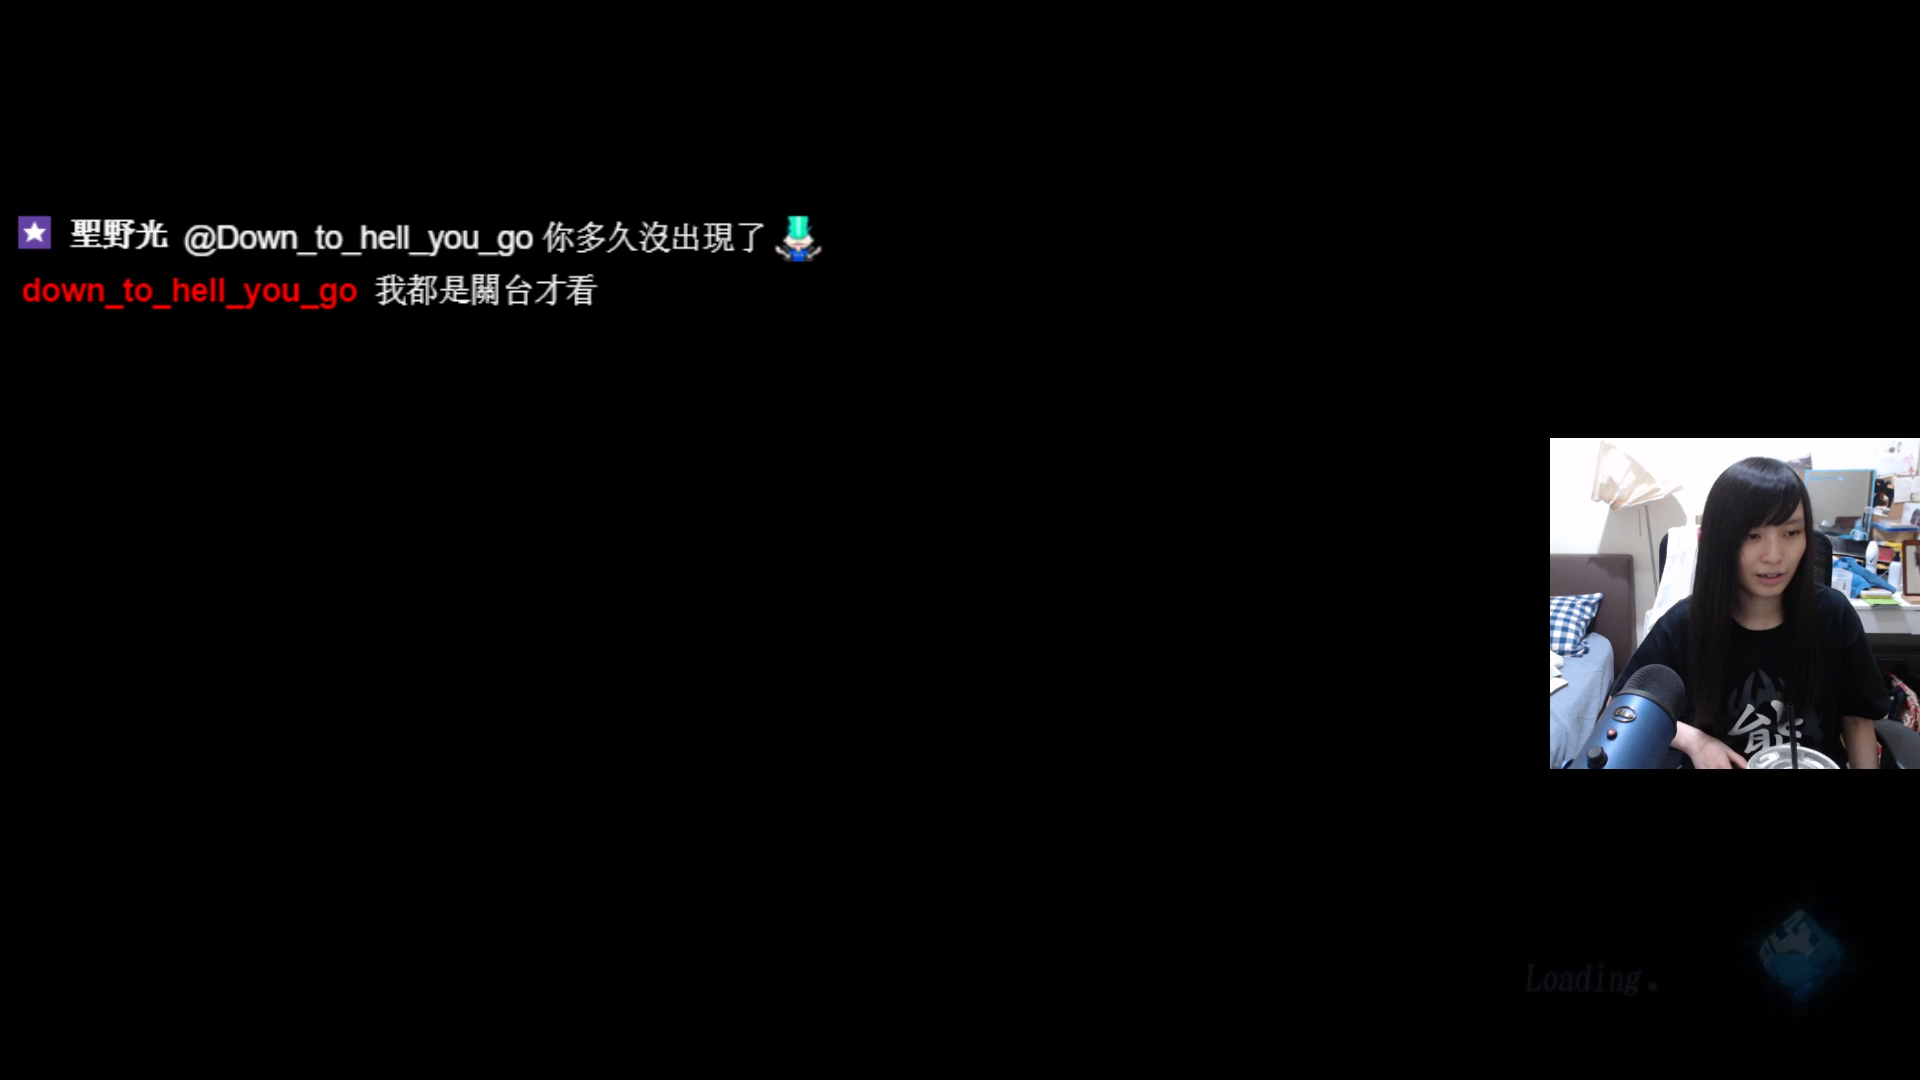 聖野光 @Down_to_hell_you_go 你多久沒出現了
down_to_hell_you_go 我都是關台才看
能
Loading.